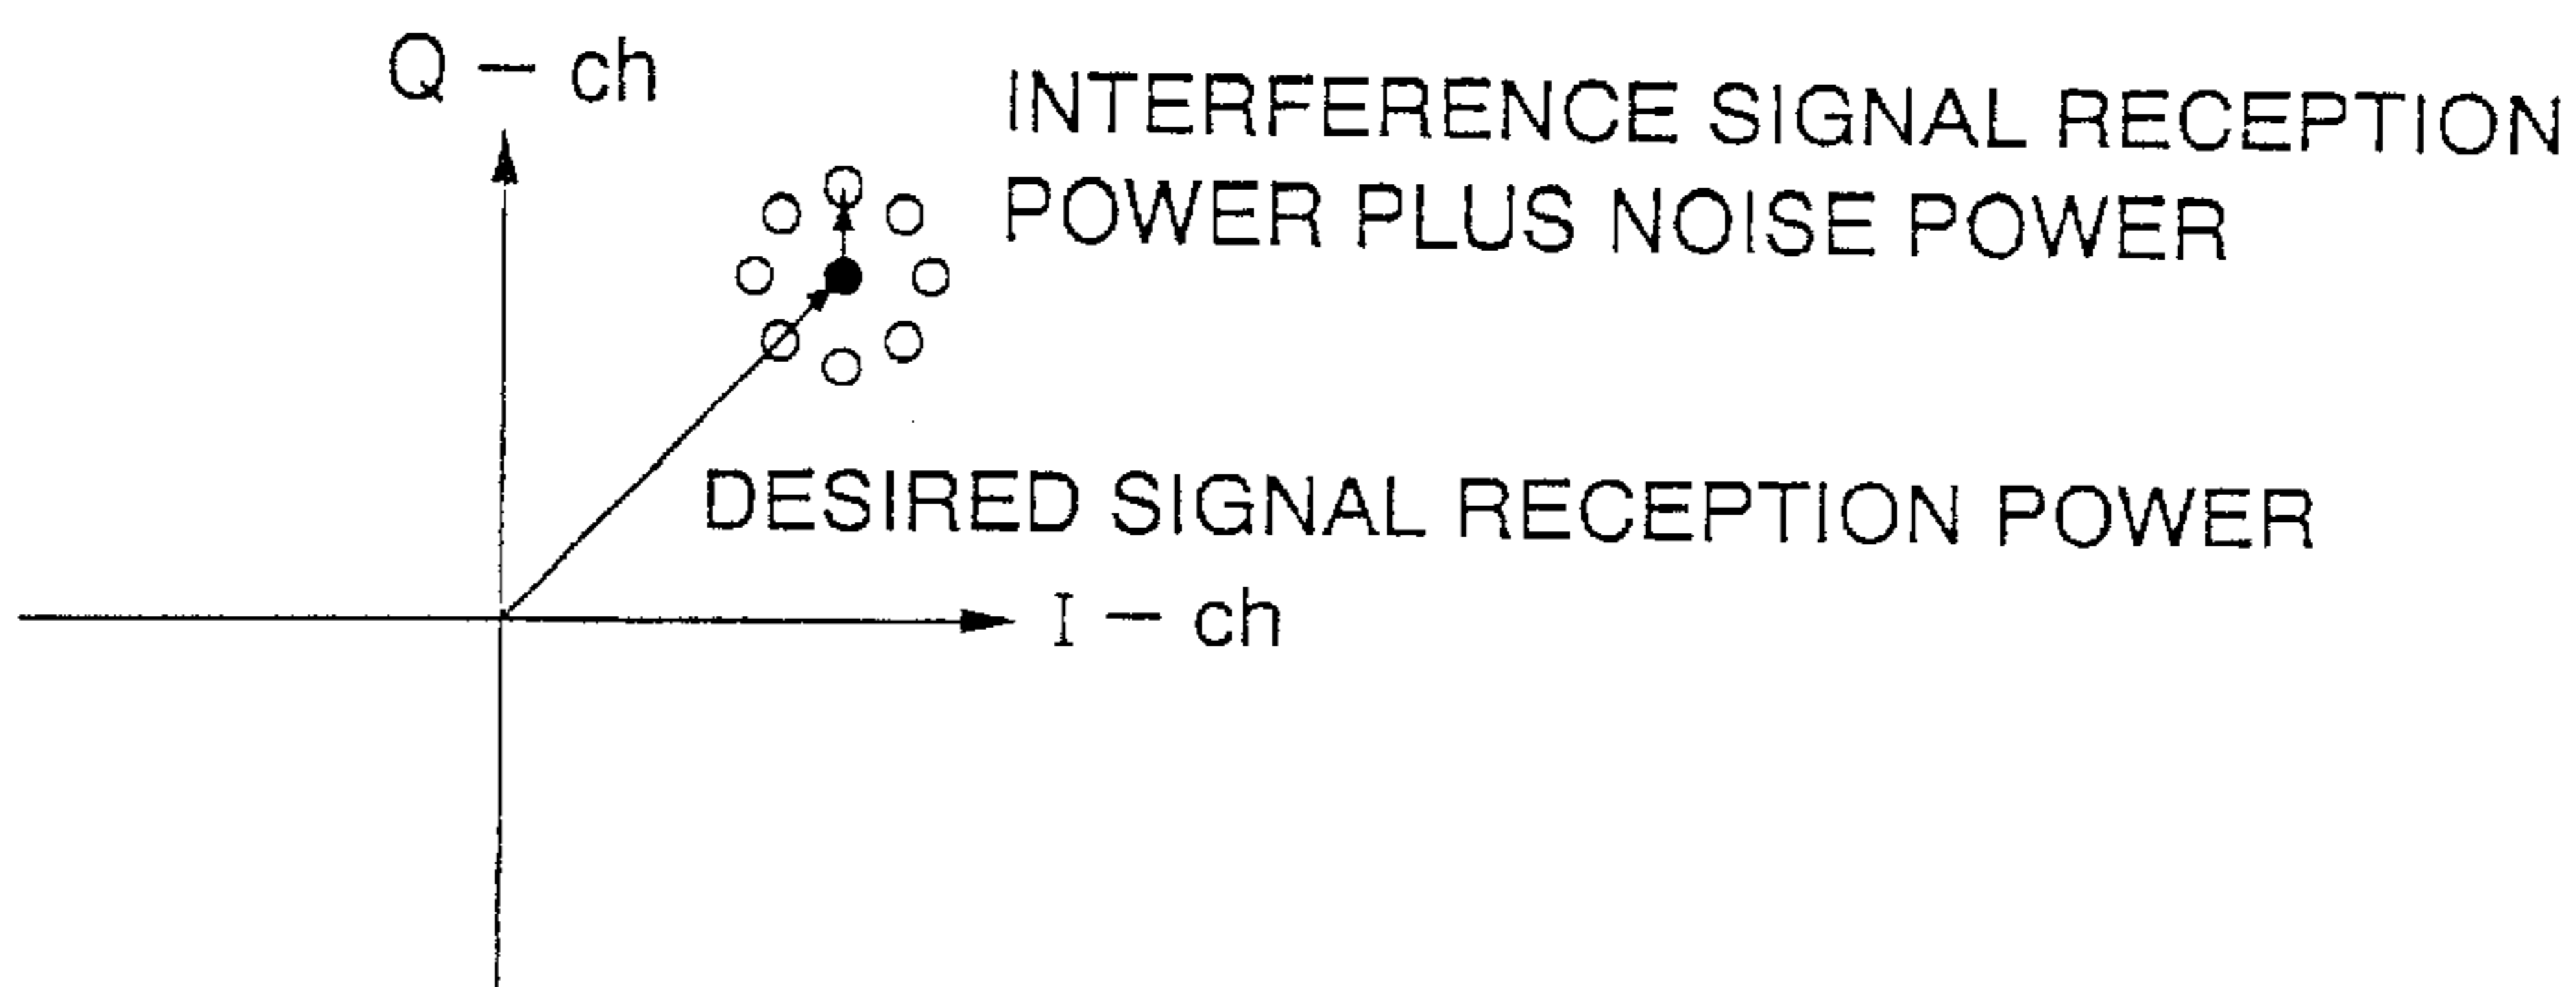 Q – ch
INTERFERENCE SIGNAL RECEPTION
POWER PLUS NOISE POWER
DESIRED SIGNAL RECEPTION POWER
I – ch